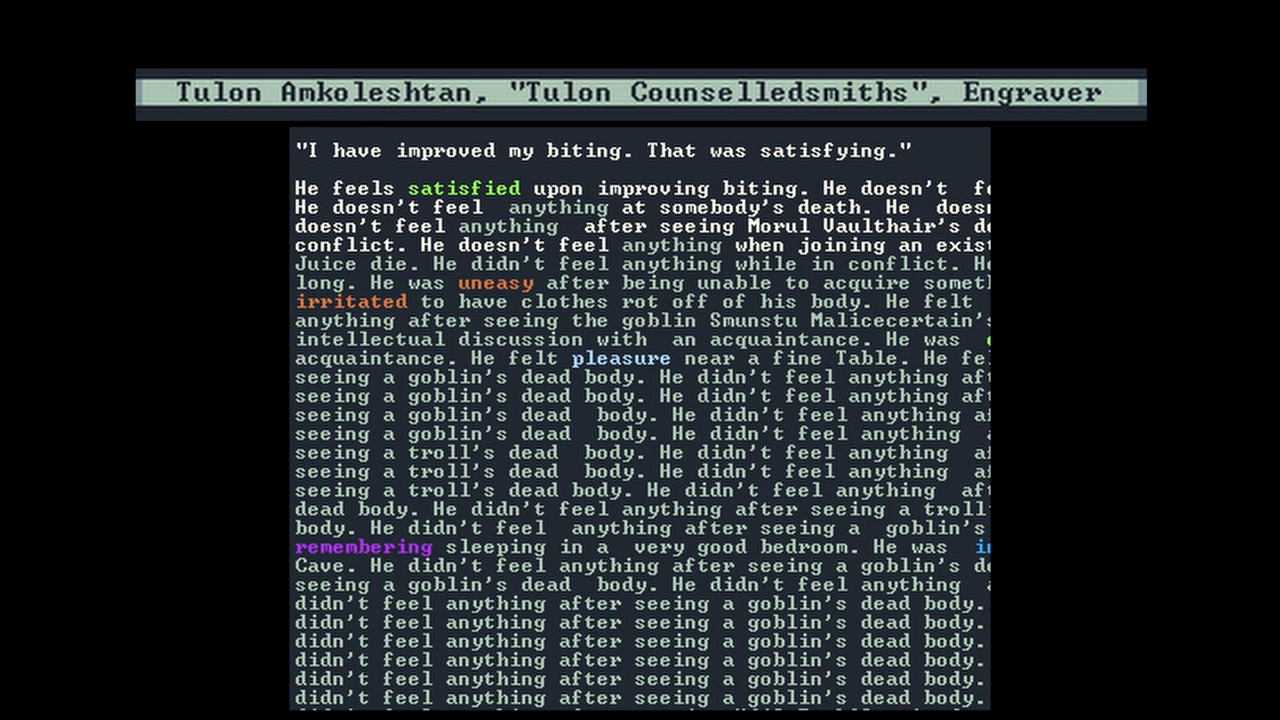 Tulon Amkoleshtan, "Tulon Counselledsmiths", Engraver
"I have improved my biting. That was satisfying."
He feels satisfied upon improving biting. He doesn't
He doesn't feel anything at somebody's death. He
doesn't feel anything after seeing Morul Vaulthair's
conflict. He doesn't feel anything when joining an
Juice die. He didn't feel anything while in conflict.
long. He was uneasy after being unable to acquire
irritated to have clothes rot off of his body. He felt
anything after seeing the goblin Smunstu Malicecertain's
intellectual discussion with an acquaintance. He was
acquaintance. He felt pleasure near a fine Table. He
seeing a goblin's dead body. He didn't feel anything
seeing a goblin's dead body. He didn't feel anything
seeing a goblin's dead body. He didn't feel anything
seeing a goblin's dead body. He didn't feel anything
seeing a troll's dead body. He didn't feel anything
seeing a troll's dead body. He didn't feel anything
seeing a troll's dead body. He didn't feel anything
dead body. He didn't feel anything after seeing a
body. He didn't feel anything after seeing a goblin's
remembering sleeping in a very good bedroom. He was
Cave. He didn't feel anything after seeing a goblin's
seeing a goblin's dead body. He didn't feel anything
didn't feel anything after seeing a goblin's dead body.
didn't feel anything after seeing a goblin's dead body.
didn't feel anything after seeing a goblin's dead body.
didn't feel anything after seeing a goblin's dead body.
didn't feel anything after seeing a goblin's dead body.
didn't feel anything after seeing a goblin's dead body.